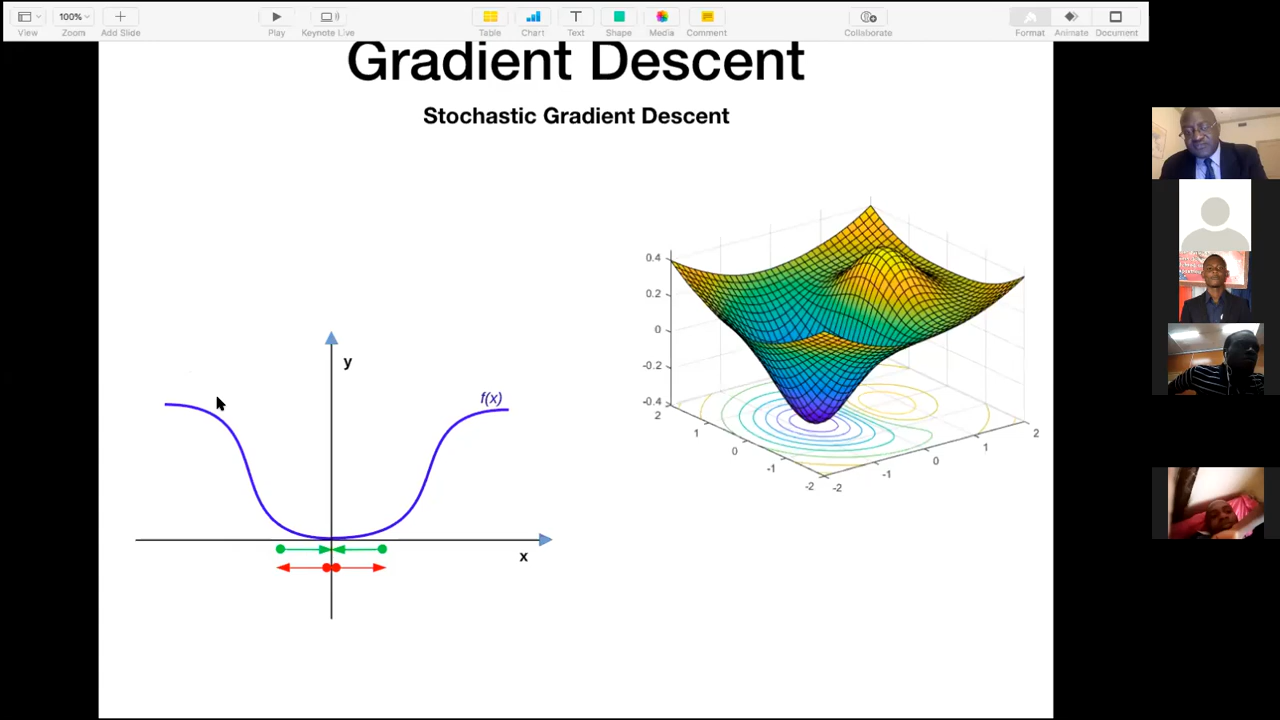 100%
View Zoom Add Slide Play Keynote Live Table Chart Text Shape Media Comment Collaborate Format Animate Document
Gradient Descent
Stochastic Gradient Descent
y
f(x)
x
0.4
0.2
0
-0.2
-0.4
2
1
0
-1
-2
-2
-1
0
1
2